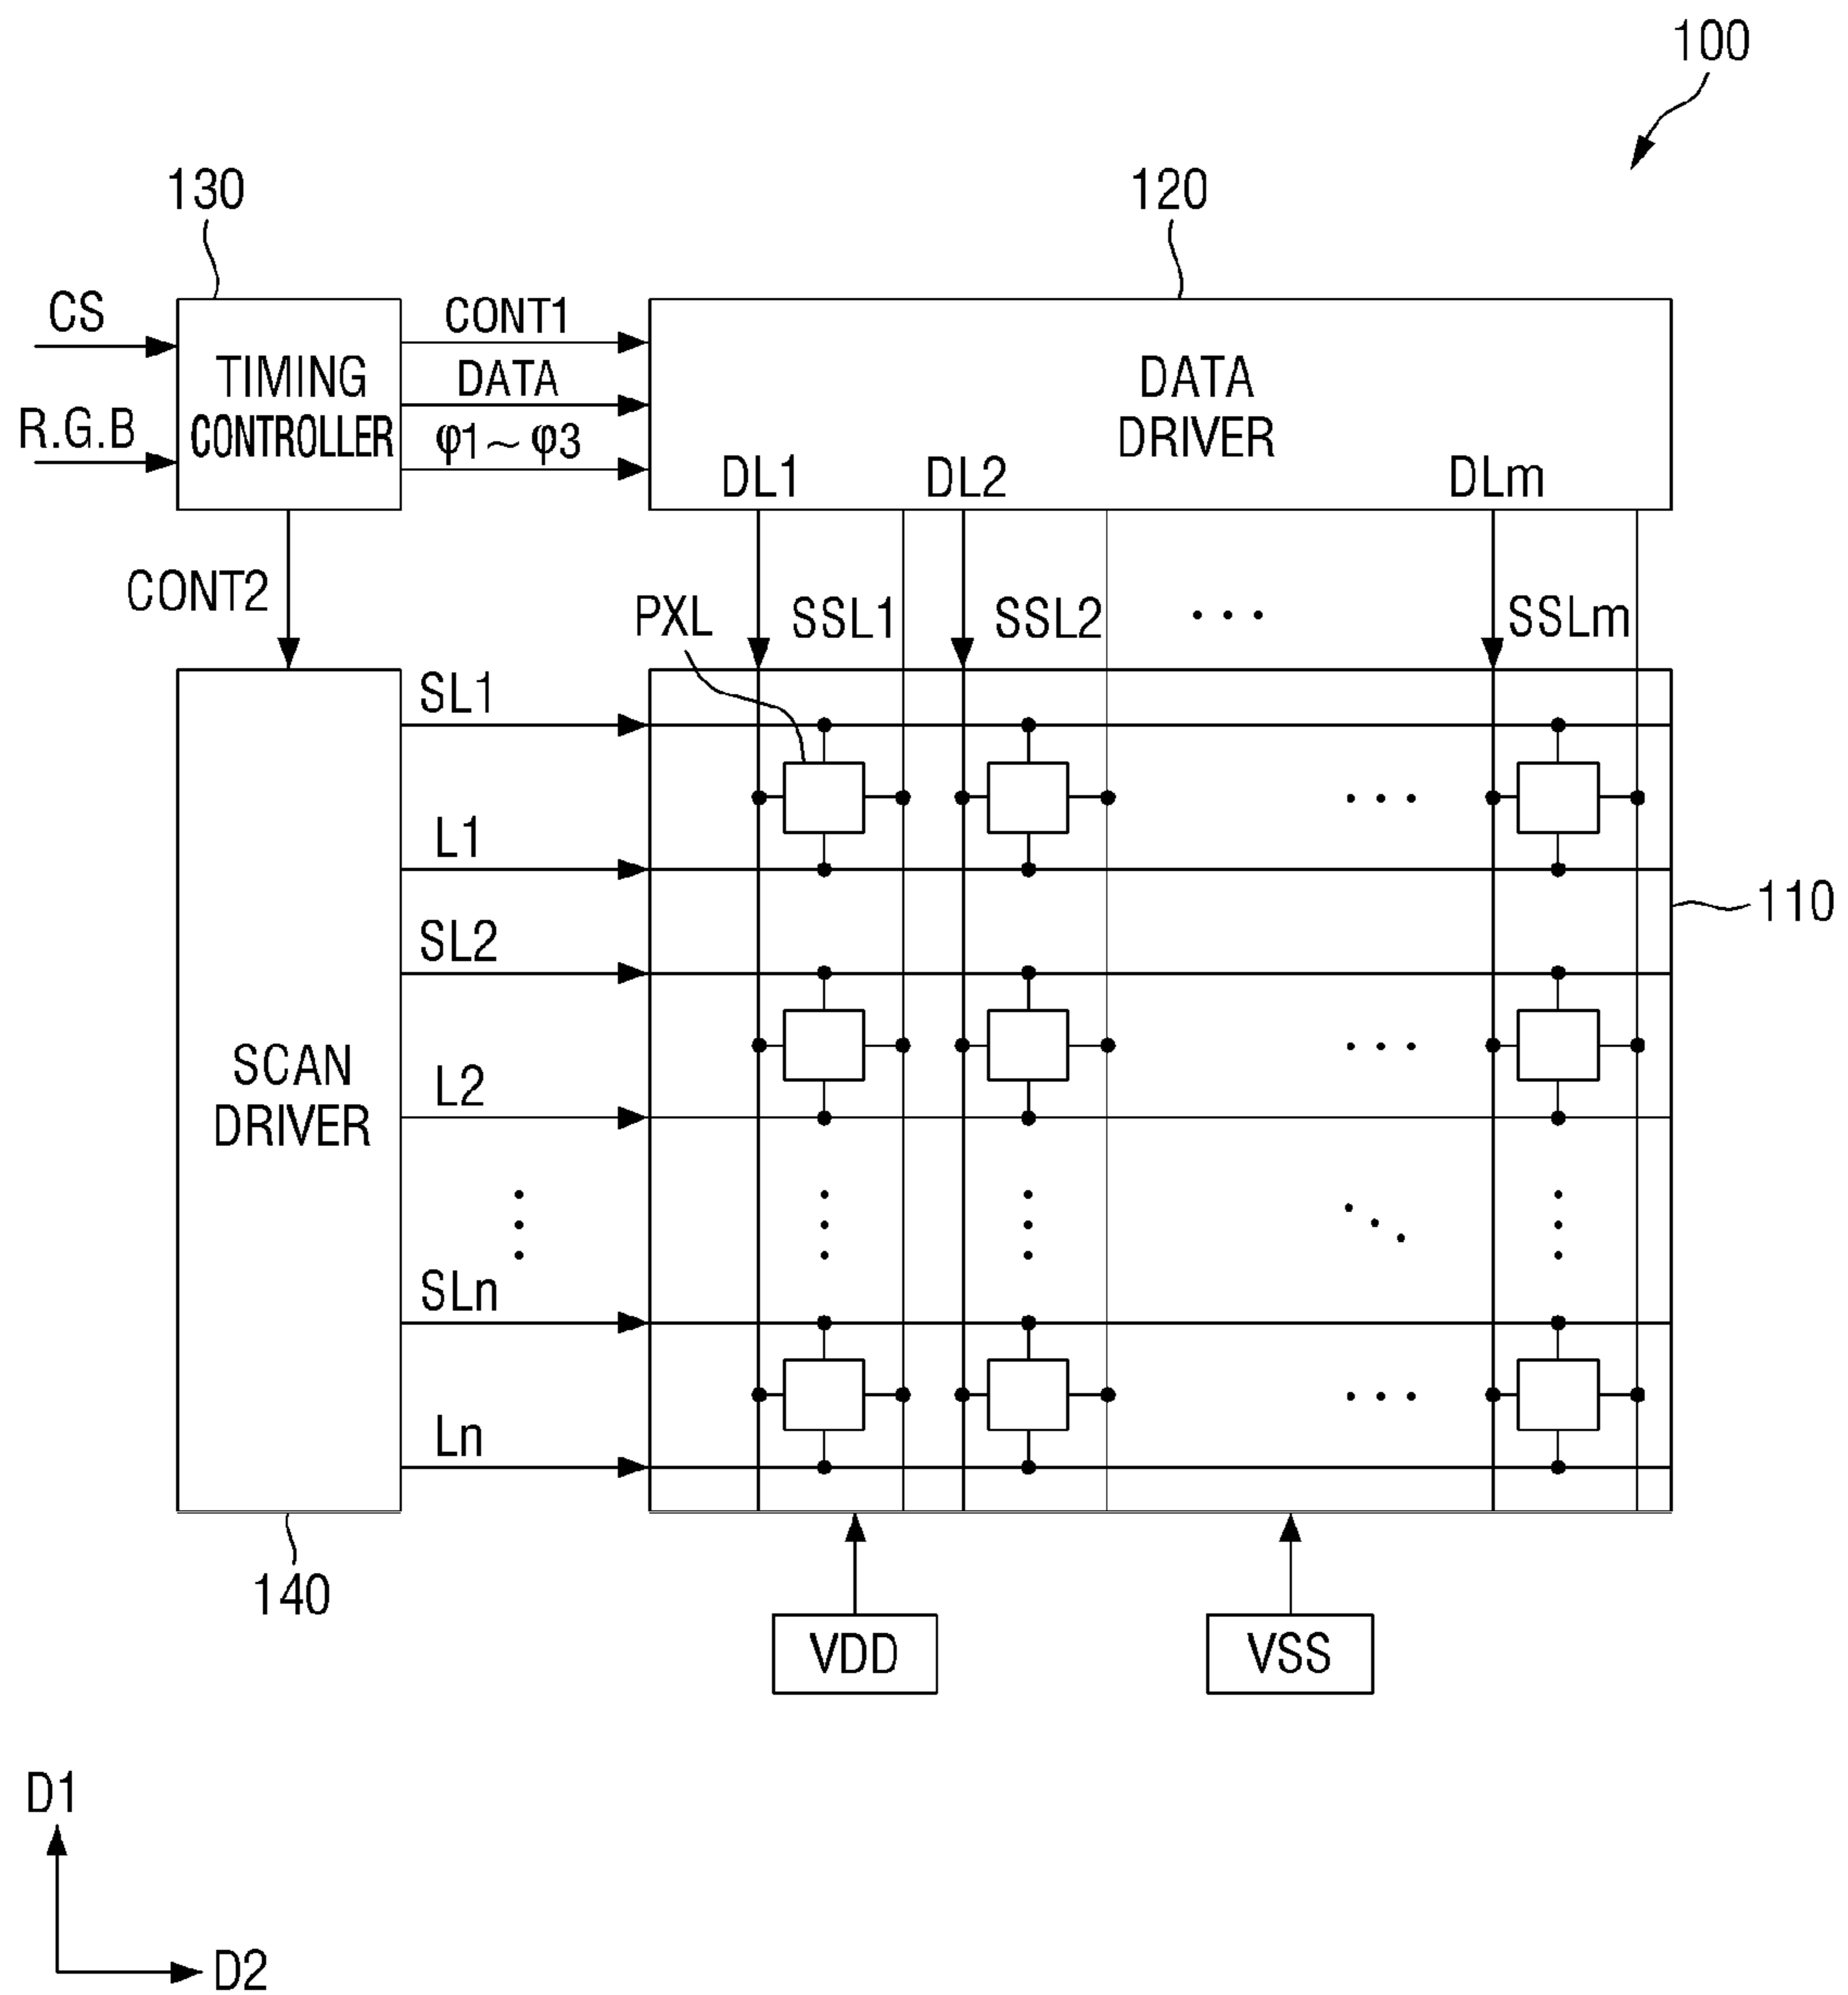 100
130
120
CS
R.G.B
TIMING
CONTROLLER
CONT1
DATA
φ1~φ3
DATA
DRIVER
DL1
DL2
DLm
CONT2
PXL
SSL1
SSL2
...
SSLm
SL1
L1
SL2
L2
SLn
Ln
110
SCAN
DRIVER
140
VDD
VSS
D1
D2